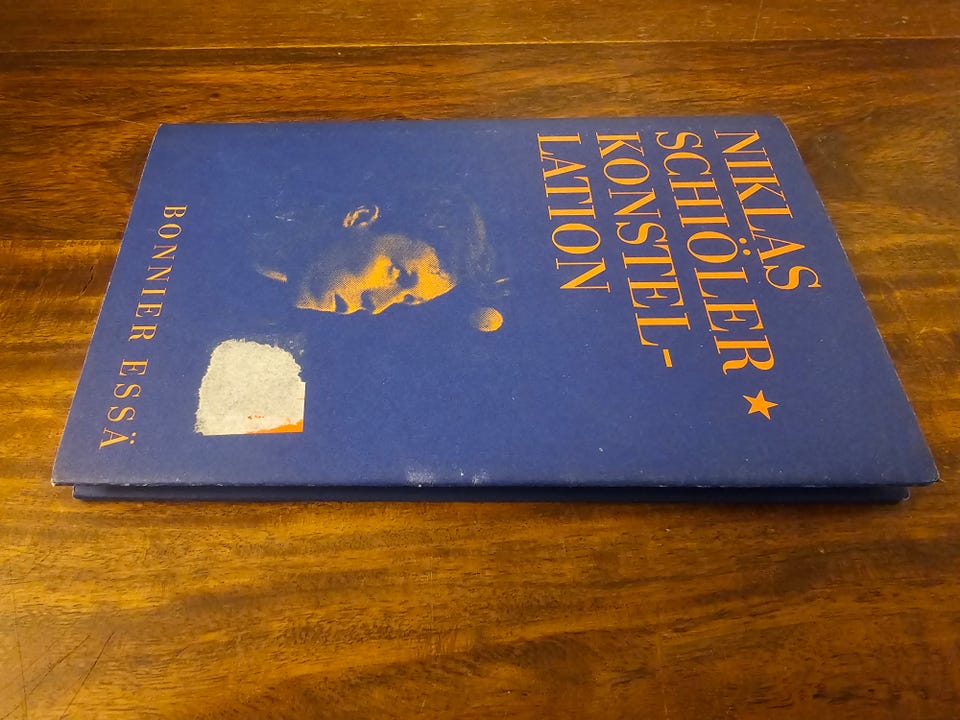 NIKLAS
SCHIÖLER ★
KONSTEL-
LATION
BONNIER ESSÄ